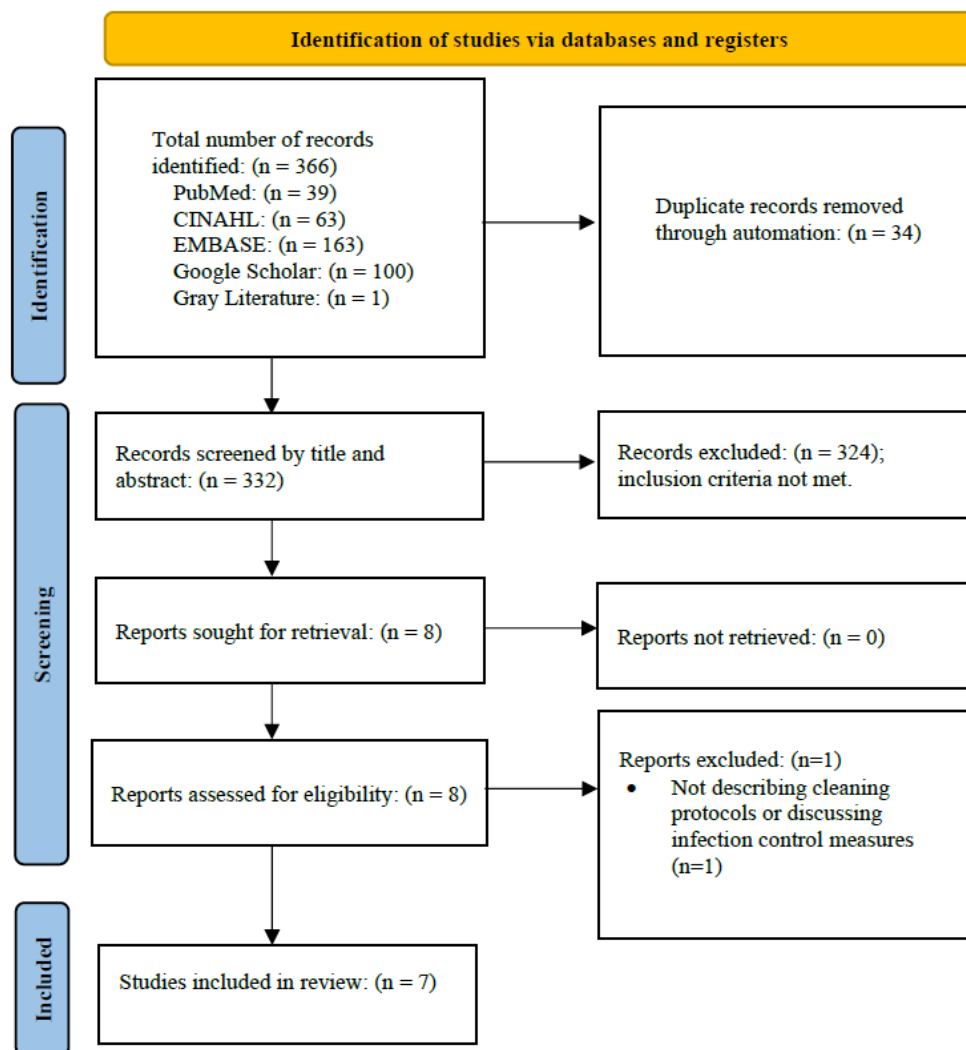 Identification of studies via databases and registers
Identification
Total number of records
identified: (n = 366)
PubMed: (n = 39)
CINAHL: (n = 63)
EMBASE: (n = 163)
Google Scholar: (n = 100)
Gray Literature: (n = 1)
Duplicate records removed
through automation: (n = 34)
Screening
Records screened by title and
abstract: (n = 332)
Records excluded: (n = 324);
inclusion criteria not met.
Reports sought for retrieval: (n = 8)
Reports not retrieved: (n = 0)
Reports assessed for eligibility: (n = 8)
Reports excluded: (n=1)
• Not describing cleaning
protocols or discussing
infection control measures
(n=1)
Included
Studies included in review: (n = 7)